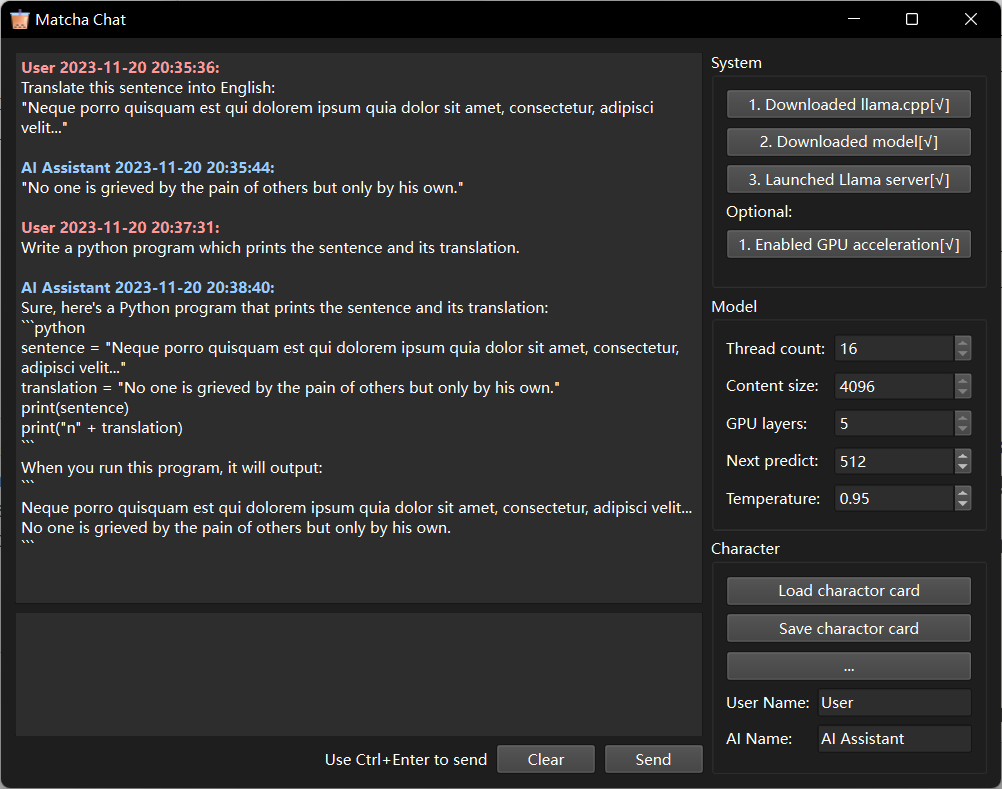 Matcha Chat
User 2023-11-20 20:35:36:
Translate this sentence into English:
"Neque porro quisquam est qui dolorem ipsum quia dolor sit amet, consectetur, adipisci
velit..."
AI Assistant 2023-11-20 20:35:44:
"No one is grieved by the pain of others but only by his own."
User 2023-11-20 20:37:31:
Write a python program which prints the sentence and its translation.
AI Assistant 2023-11-20 20:38:40:
Sure, here's a Python program that prints the sentence and its translation:
```python
sentence = "Neque porro quisquam est qui dolorem ipsum quia dolor sit amet, consectetur,
adipisci velit..."
translation = "No one is grieved by the pain of others but only by his own."
print(sentence)
print("n" + translation)
```
When you run this program, it will output:
```
Neque porro quisquam est qui dolorem ipsum quia dolor sit amet, consectetur, adipisci velit...
No one is grieved by the pain of others but only by his own.
```
Use Ctrl+Enter to send
Clear
Send
System
1. Downloaded llama.cpp[√]
2. Downloaded model[√]
3. Launched Llama server[√]
Optional:
1. Enabled GPU acceleration[√]
Model
Thread count: 16
Content size: 4096
GPU layers: 5
Next predict: 512
Temperature: 0.95
Character
Load charactor card
Save charactor card
...
User Name: User
AI Name: AI Assistant